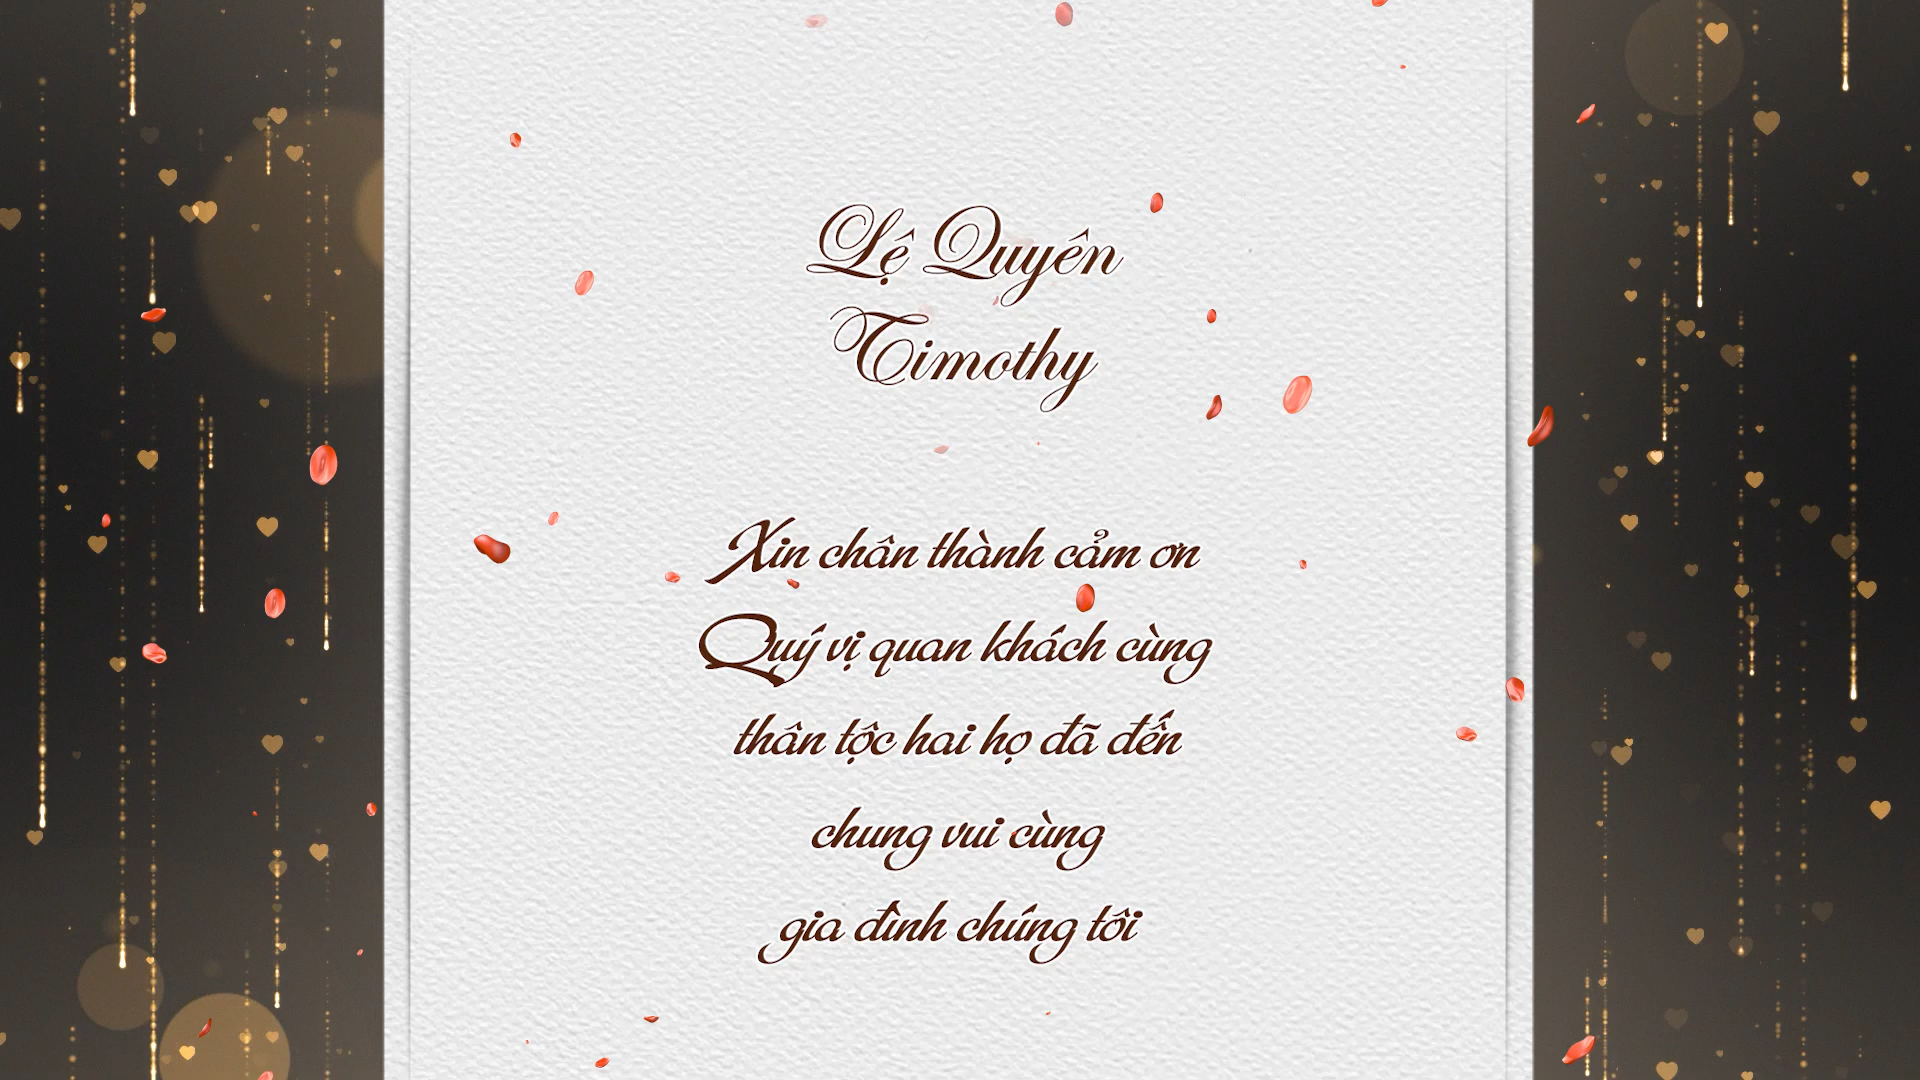 Lệ Quyên
Timothy
Xin chân thành cảm ơn
Quý vị quan khách cùng
thân tộc hai họ đã đến
chung vui cùng
gia đình chúng tôi